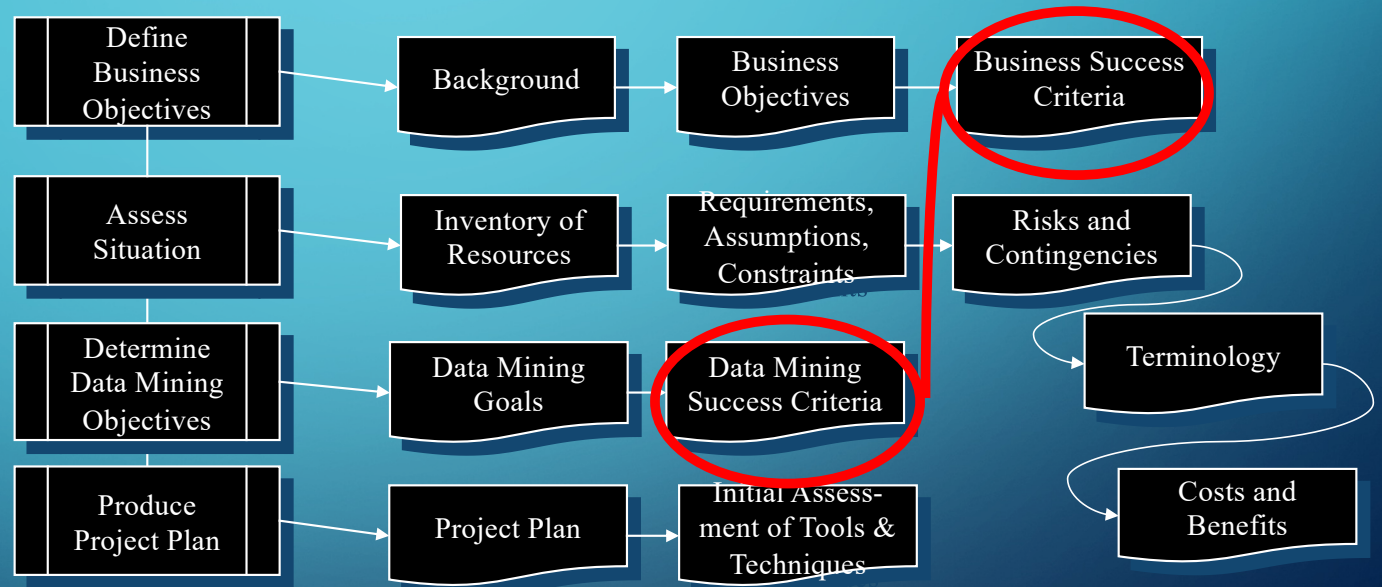 Define
Business
Objectives
Background
Business
Objectives
Business Success
Criteria
Assess
Situation
Inventory of
Resources
Requirements,
Assumptions,
Constraints
Risks and
Contingencies
Determine
Data Mining
Objectives
Data Mining
Goals
Data Mining
Success Criteria
Terminology
Produce
Project Plan
Project Plan
Initial Assess-
ment of Tools &
Techniques
Costs and
Benefits